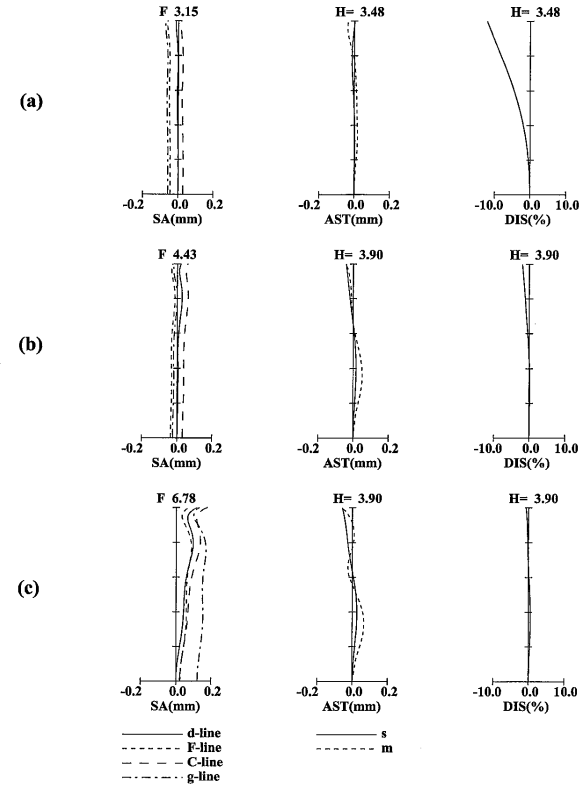 F 3.15 H= 3.48 H= 3.48
(a)
-0.2 0.0 0.2 -0.2 0.0 0.2 -10.0 0.0 10.0
SA(mm) AST(mm) DIS(%)
F 4.43 H= 3.90 H= 3.90
(b)
-0.2 0.0 0.2 -0.2 0.0 0.2 -10.0 0.0 10.0
SA(mm) AST(mm) DIS(%)
F 6.78 H= 3.90 H= 3.90
(c)
-0.2 0.0 0.2 -0.2 0.0 0.2 -10.0 0.0 10.0
SA(mm) AST(mm) DIS(%)
d-line s
F-line m
C-line
g-line